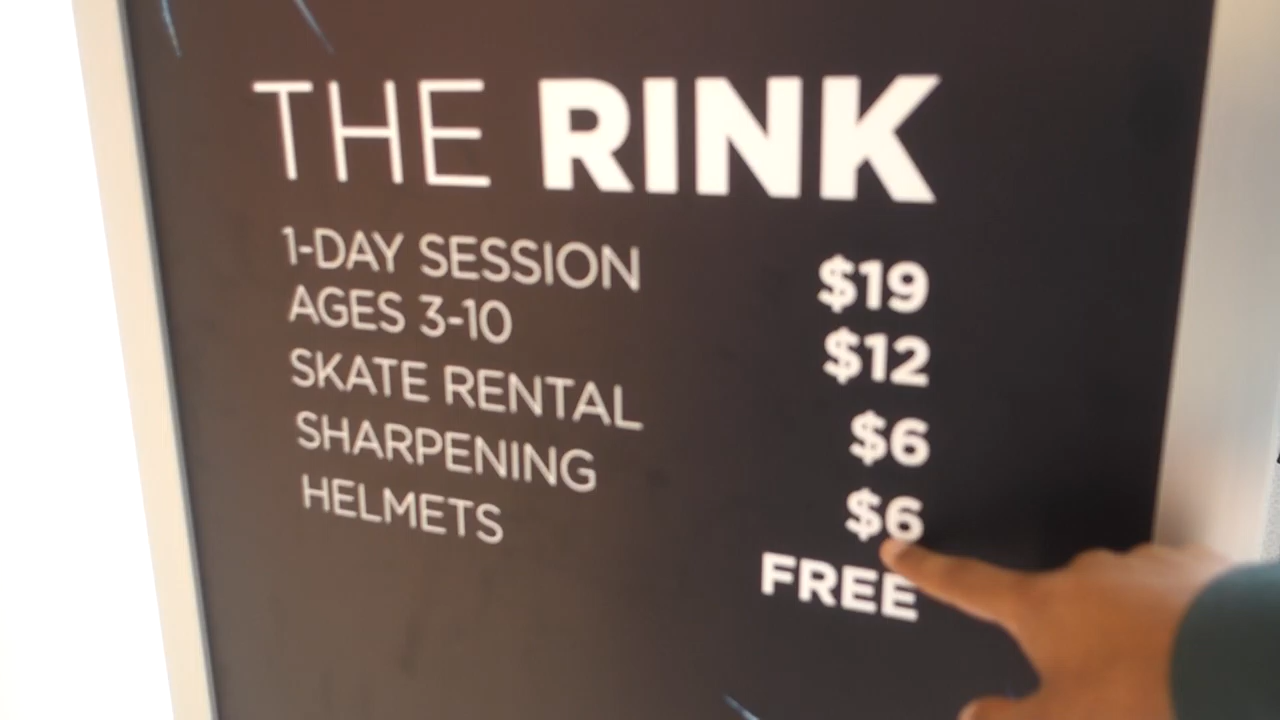 THE RINK
1-DAY SESSION $19
AGES 3-10 $12
SKATE RENTAL $6
SHARPENING $6
HELMETS FREE